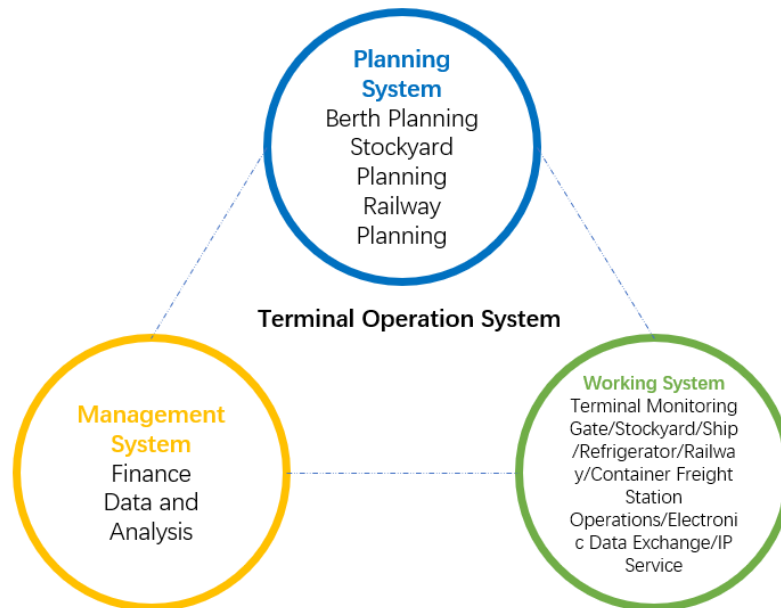 Planning
System
Berth Planning
Stockyard
Planning
Railway
Planning
Terminal Operation System
Management
System
Finance
Data and
Analysis
Working System
Terminal Monitoring
Gate/Stockyard/Ship
/Refrigerator/Railwa
y/Container Freight
Station
Operations/Electroni
c Data Exchange/IP
Service